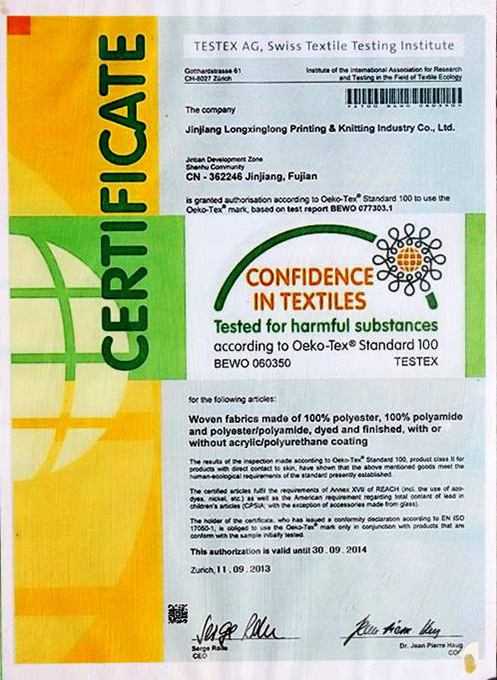 CERTIFICATE
TESTEX AG, Swiss Textile Testing Institute
Gotthardstrasse 61
CH-8027 Zürich
Institute of the International Association for Research
and Testing in the Field of Textile Ecology
The company
Jinjiang Longxinglong Printing & Knitting Industry Co., Ltd.
Jintian Development Zone
Shenhu Community
CN - 362246 Jinjiang, Fujian
is granted authorisation according to Oeko-Tex® Standard 100 to use the
Oeko-Tex® mark, based on test report BEWO 077303.1
CONFIDENCE
IN TEXTILES
Tested for harmful substances
according to Oeko-Tex® Standard 100
BEWO 060350 TESTEX
for the following articles:
Woven fabrics made of 100% polyester, 100% polyamide
and polyester/polyamide, dyed and finished, with or
without acrylic/polyurethane coating
The results of the inspection made according to Oeko-Tex® Standard 100, product class II for
products with direct contact to skin, have shown that the above mentioned goods meet the
human-ecological requirements of the standard presently established.
The certified articles fulfil the requirements of Annex XVII of REACH (incl. the use of azo-
dyes, nickel, etc.) as well as the American requirement regarding total content of lead in
children's articles (CPSIA; with the exception of accessories made from glass).
The holder of the certificate, who has issued a conformity declaration according to EN ISO
17050-1, is obliged to use the Oeko-Tex® mark only in conjunction with products that are
conform with the sample initially tested.
This authorization is valid until 30.09.2014
Zurich, 11.09.2013
Serge Rolle
CEO
Dr. Jean Pierre Haug